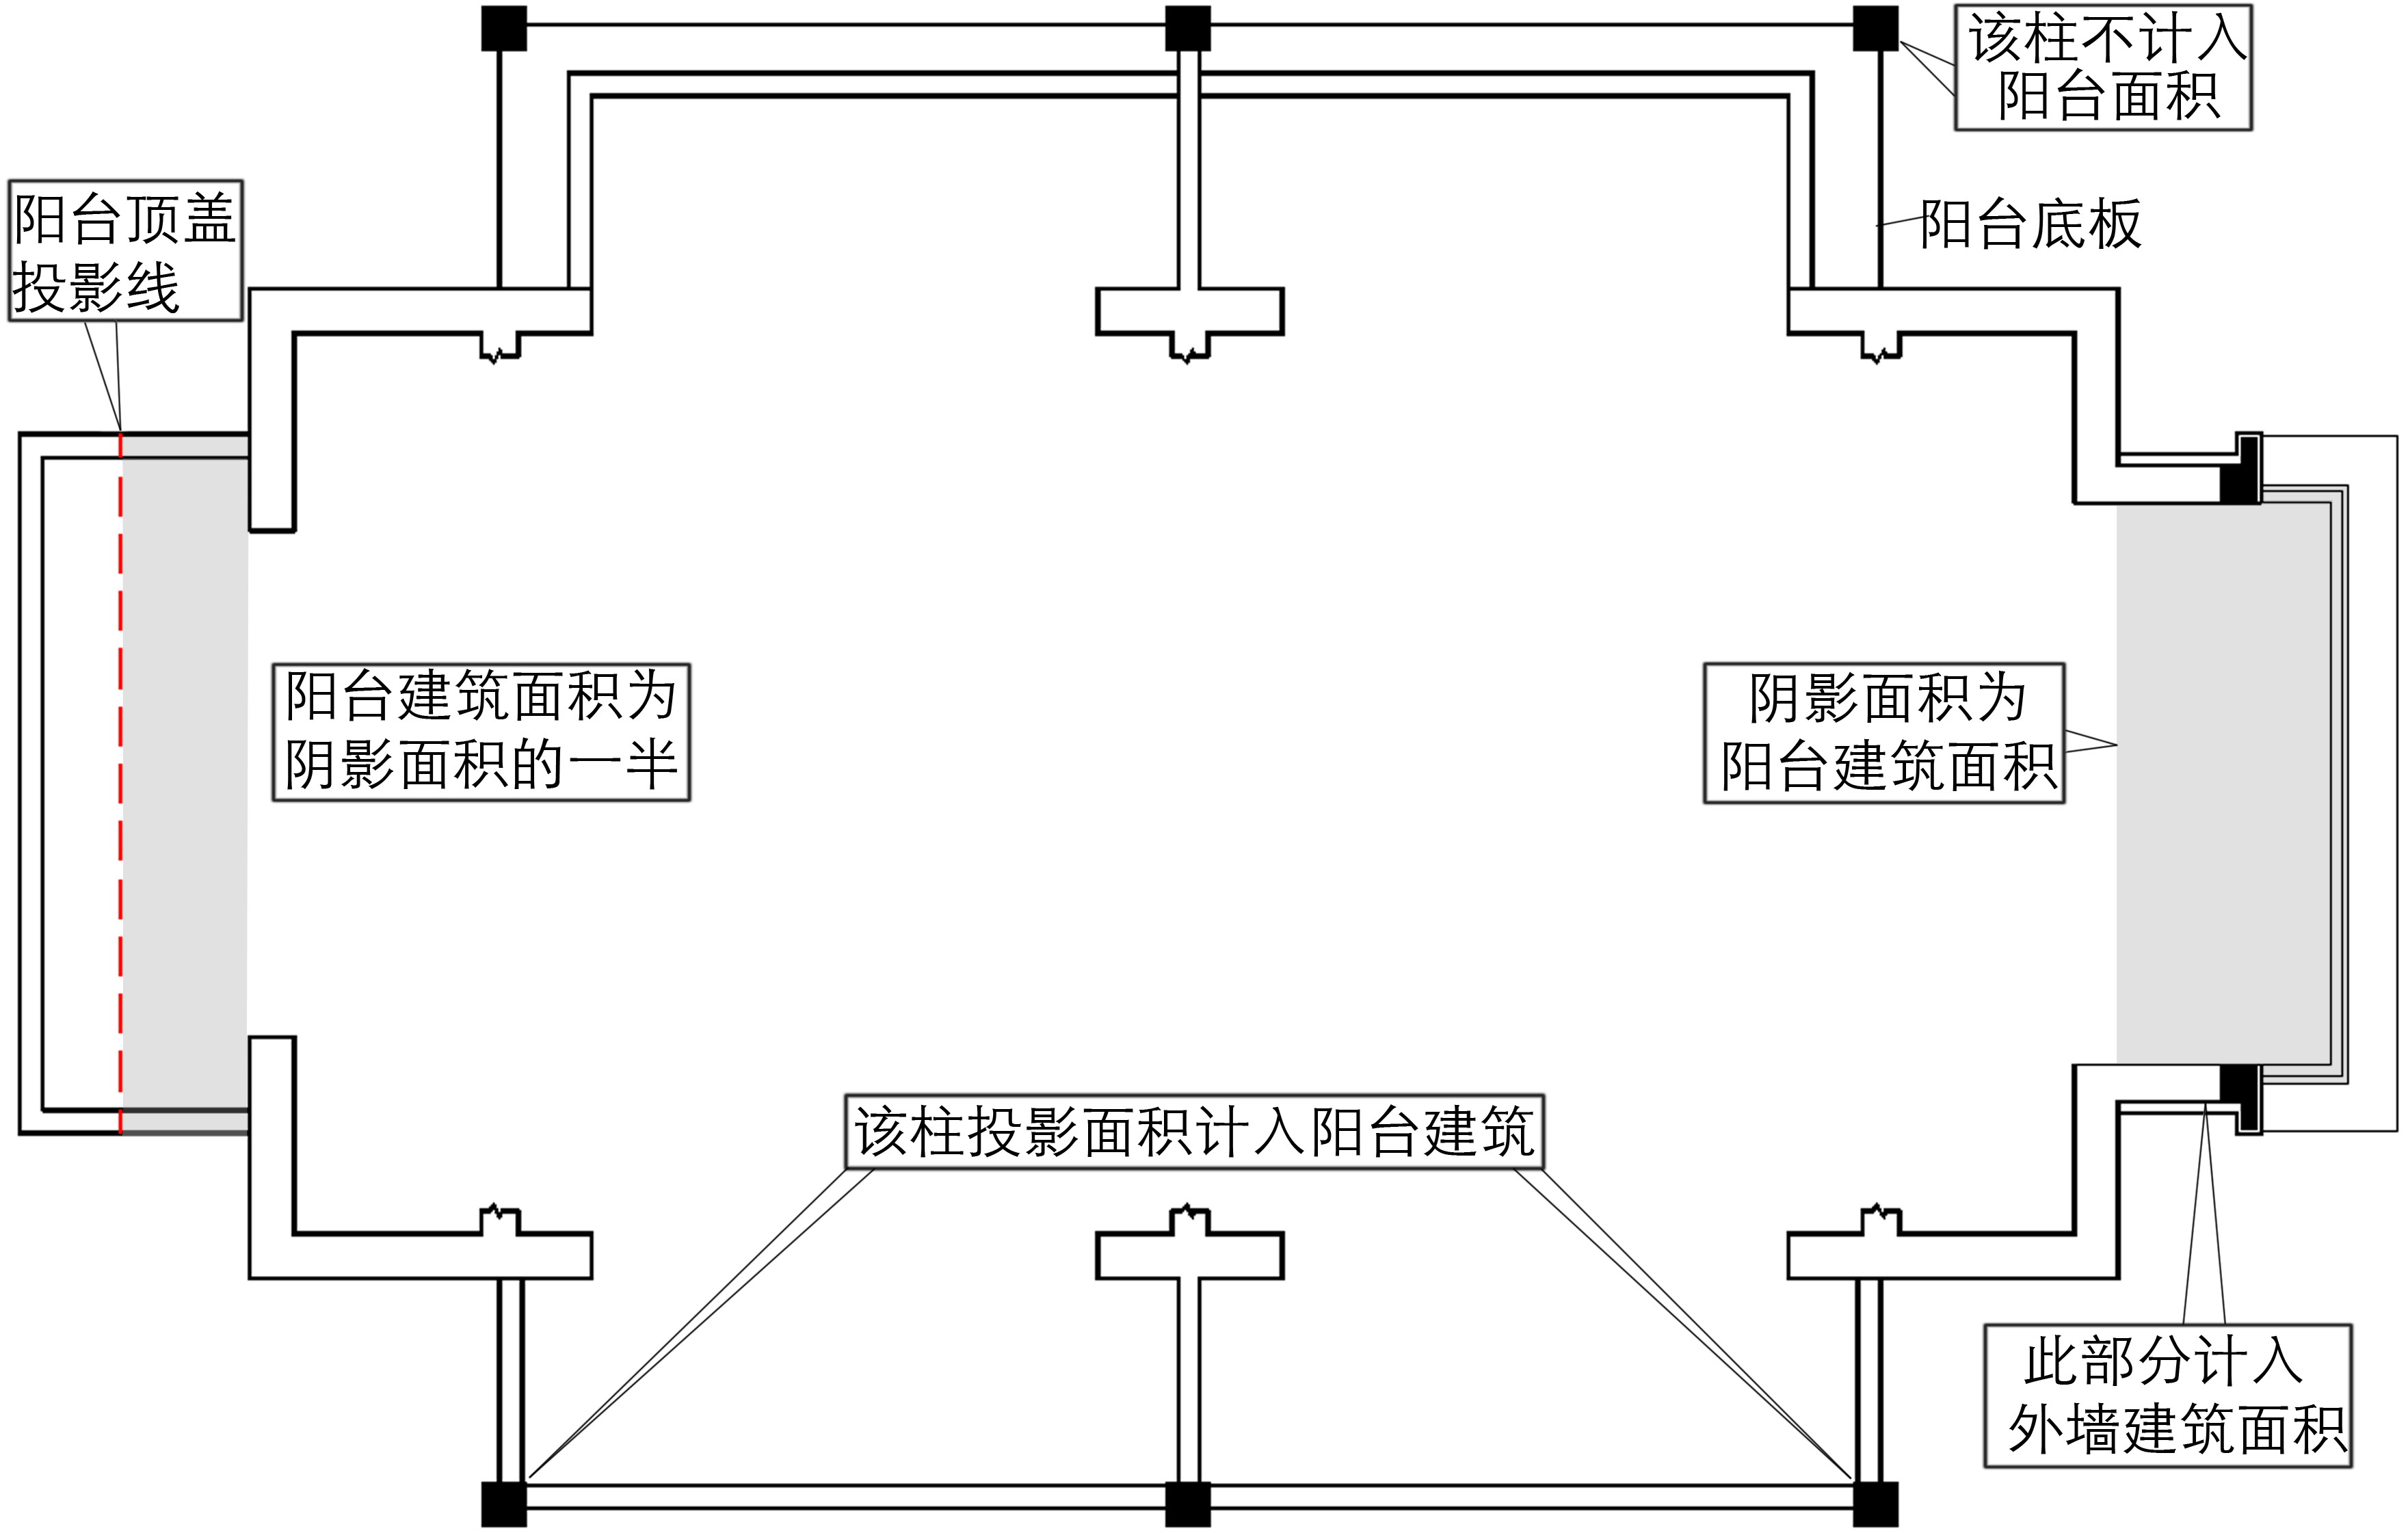 该柱不计入
阳台面积
阳台顶盖
投影线
阳台底板
阳台建筑面积为
阴影面积的一半
阴影面积为
阳台建筑面积
该柱投影面积计入阳台建筑
此部分计入
外墙建筑面积